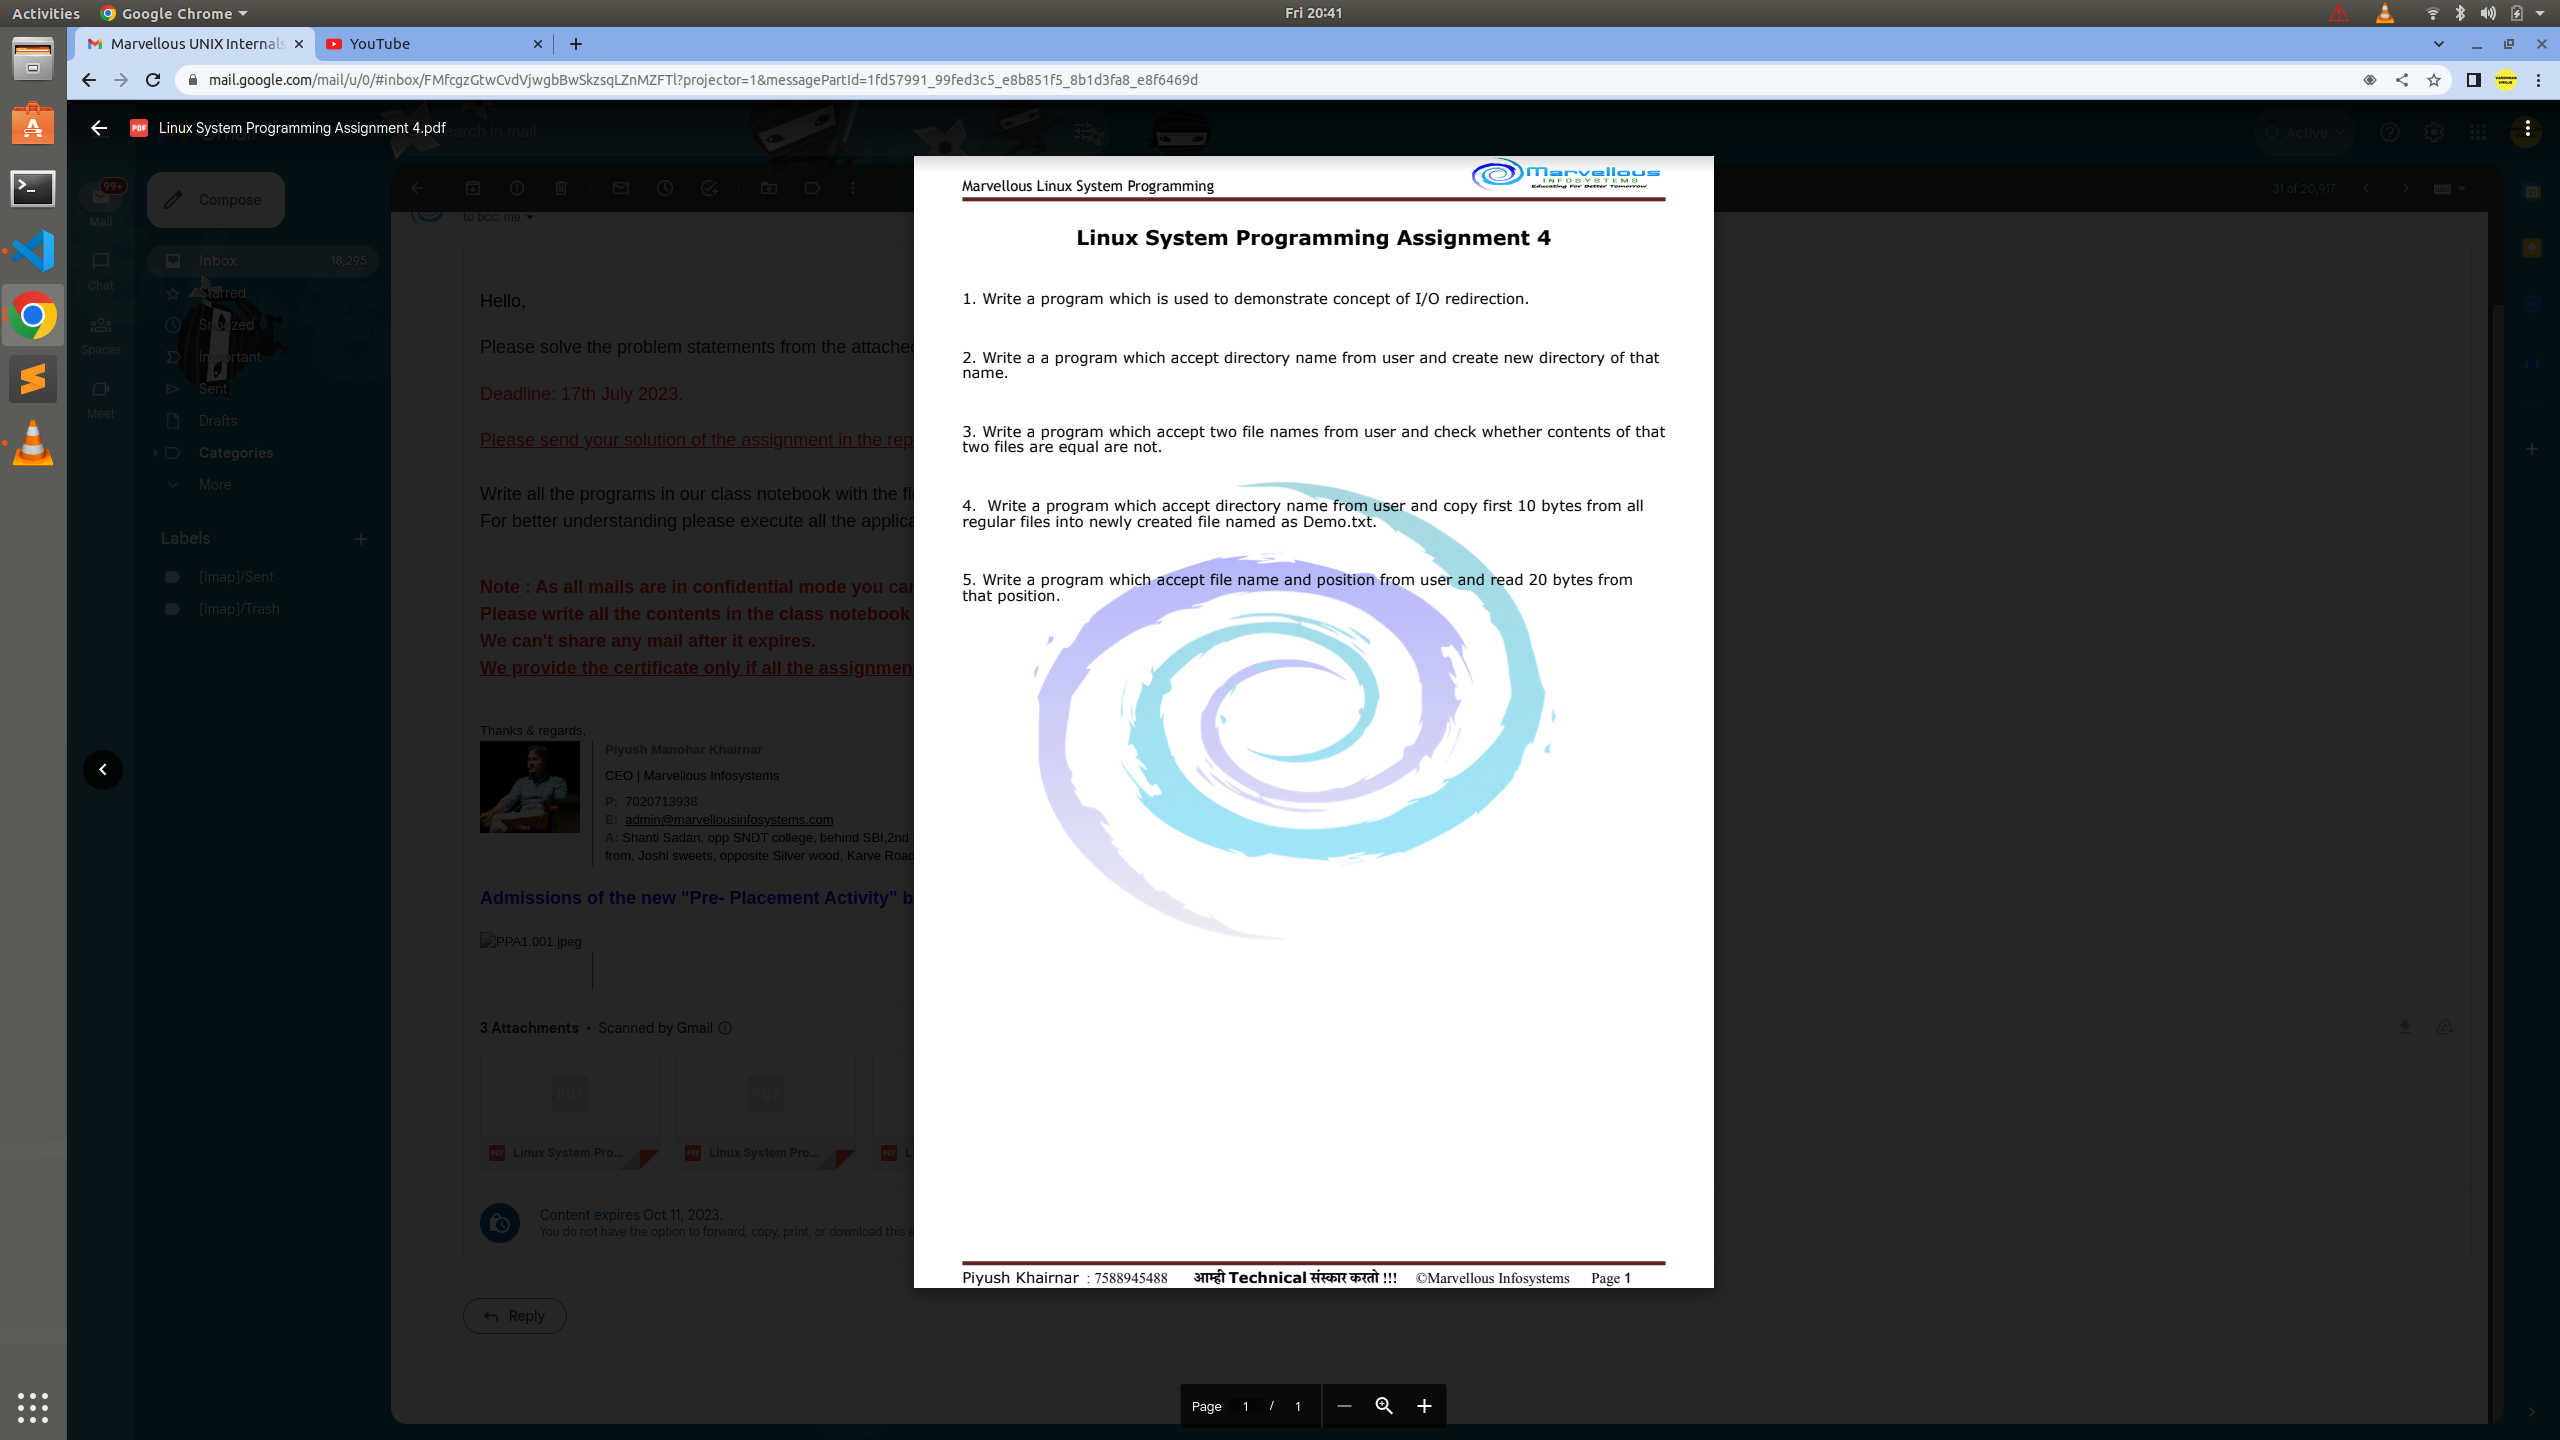 Activities
Google Chrome
Fri 20:41
Marvellous UNIX Internals
YouTube
mail.google.com/mail/u/0/#inbox/FMfcgzGtwCvdVjwgbBwSkzsqLZnMZFTl?projector=1&messagePartId=1fd57991_99fed3c5_e8b851f5_8b1d3fa8_e8f6469d
PDF Linux System Programming Assignment 4.pdf
earch in mail
Active
99+
Mail
Chat
Spaces
Meet
Compose
Inbox 18,295
Starred
Snoozed
Important
Sent
Drafts
Categories
More
Labels
[Imap]/Sent
[Imap]/Trash
31 of 20,917
to bcc: me
Hello,
Please solve the problem statements from the attached
Deadline: 17th July 2023.
Please send your solution of the assignment in the rep
Write all the programs in our class notebook with the fl
For better understanding please execute all the applica
Note : As all mails are in confidential mode you can
Please write all the contents in the class notebook
We can't share any mail after it expires.
We provide the certificate only if all the assignmen
Thanks & regards,
Piyush Manohar Khairnar
CEO | Marvellous Infosystems
P: 7020713938
E: admin@marvellousinfosystems.com
A: Shanti Sadan, opp SNDT college, behind SBI,2nd
from, Joshi sweets, opposite Silver wood, Karve Road
Admissions of the new "Pre- Placement Activity" b
PPA1.001.jpeg
3 Attachments • Scanned by Gmail
PDF
PDF
PDF Linux System Pro...
PDF Linux System Pro...
PDF L
Content expires Oct 11, 2023.
You do not have the option to forward, copy, print, or download this e
Reply
Marvellous Linux System Programming
Marvellous
INFOSYSTEMS
Educating For Better Tomorrow
Linux System Programming Assignment 4
1. Write a program which is used to demonstrate concept of I/O redirection.
2. Write a a program which accept directory name from user and create new directory of that
name.
3. Write a program which accept two file names from user and check whether contents of that
two files are equal are not.
4. Write a program which accept directory name from user and copy first 10 bytes from all
regular files into newly created file named as Demo.txt.
5. Write a program which accept file name and position from user and read 20 bytes from
that position.
Piyush Khairnar : 7588945488 आम्ही Technical संस्कार करतो !!! ©Marvellous Infosystems Page 1
Page 1 / 1